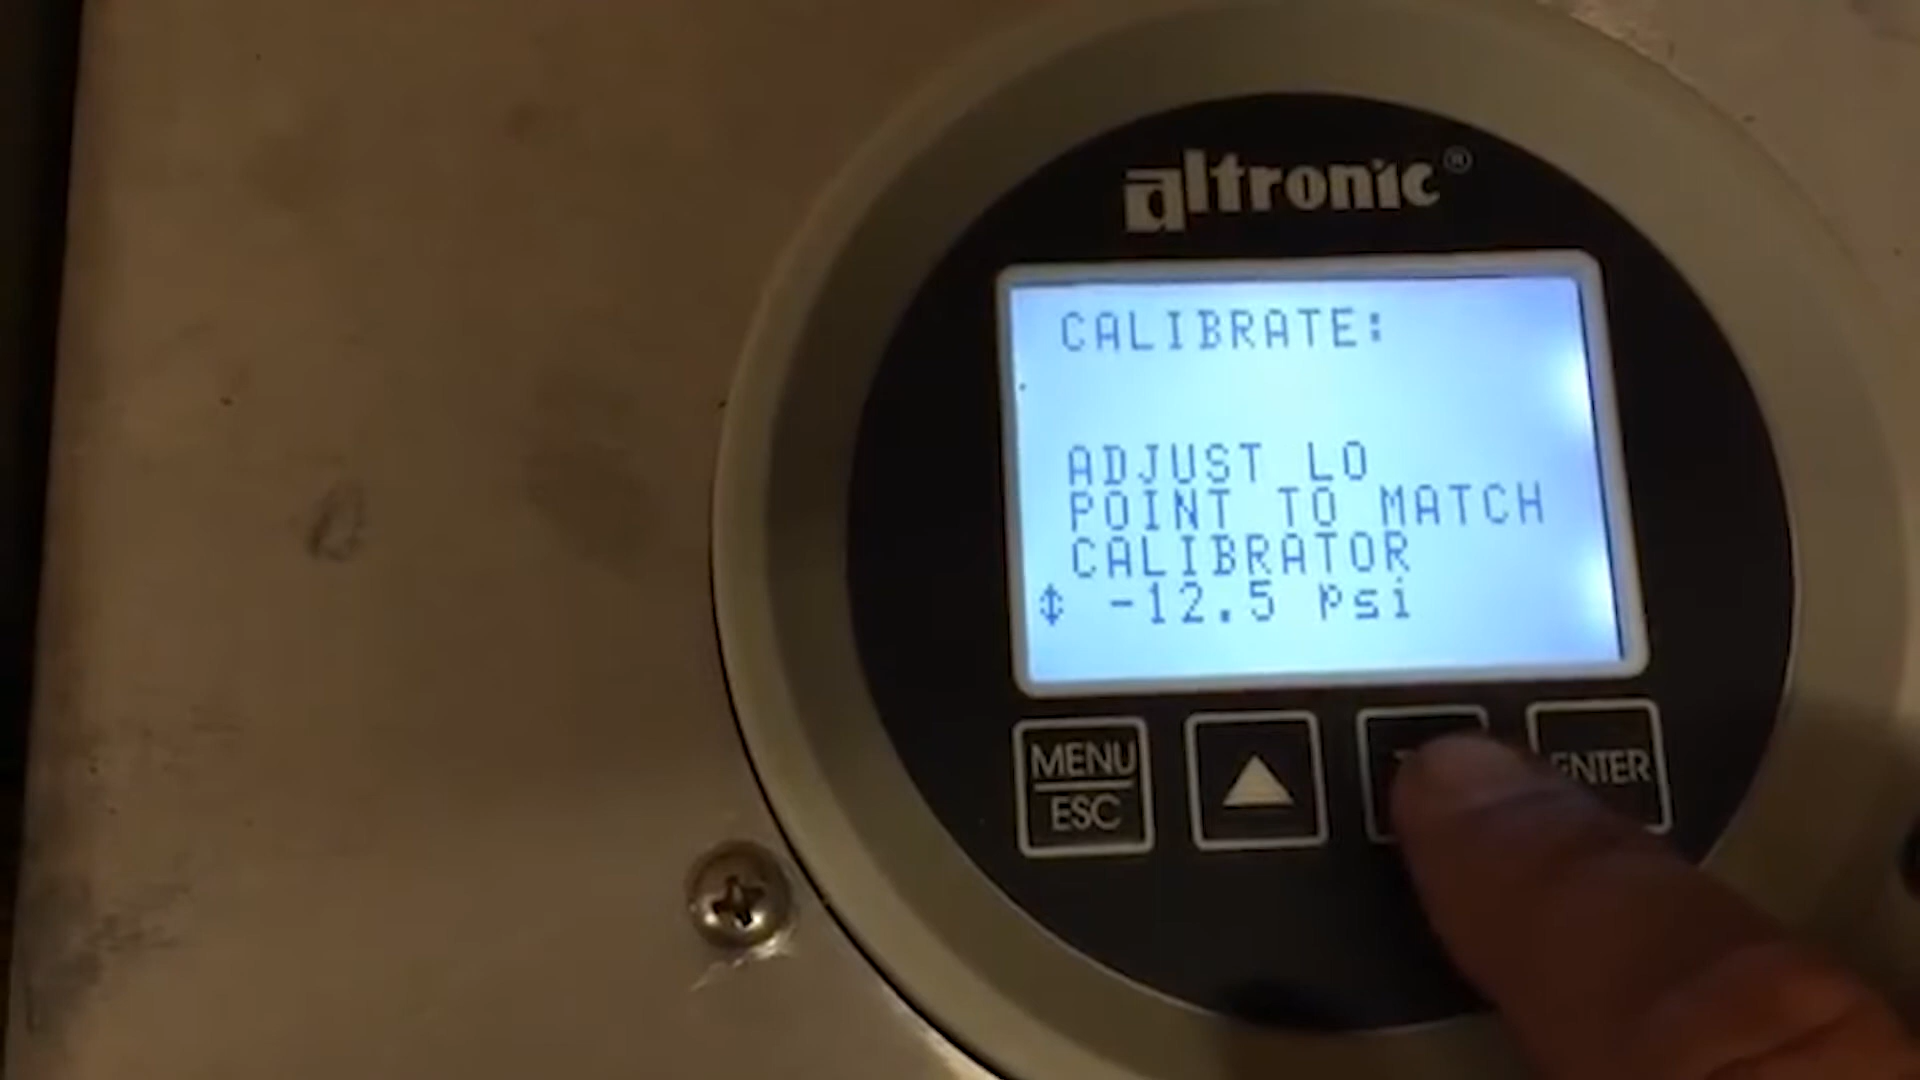 altronic®
CALIBRATE:
ADJUST LO
POINT TO MATCH
CALIBRATOR
↕ -12.5 psi
MENU
ESC
ENTER